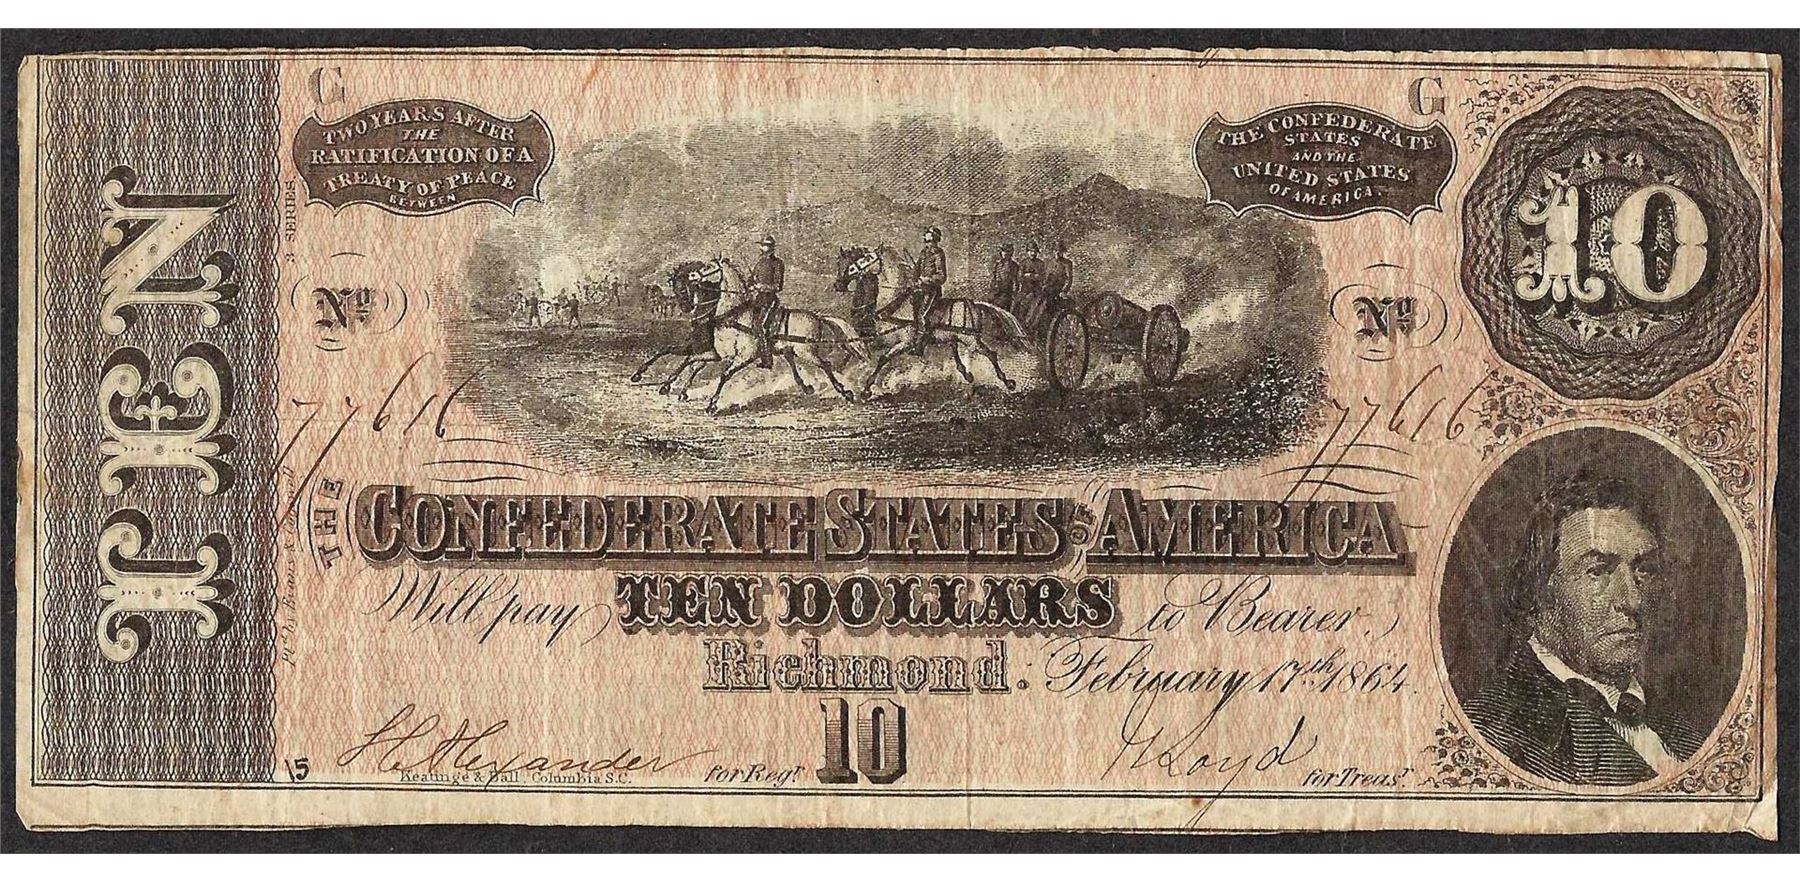 G
G
TWO YEARS AFTER
THE
RATIFICATION OF A
TREATY OF PEACE
BETWEEN
THE CONFEDERATE
STATES
AND THE
UNITED STATES
OF AMERICA.
10
TEN
3 SERIES
No
No
77616
77616
THE
CONFEDERATE STATES OF AMERICA
Will pay TEN DOLLARS to Bearer.
Richmond: February 17th 1864.
15
for Regr
10
for Treasr
Keatinge & Ball, Columbia S.C.